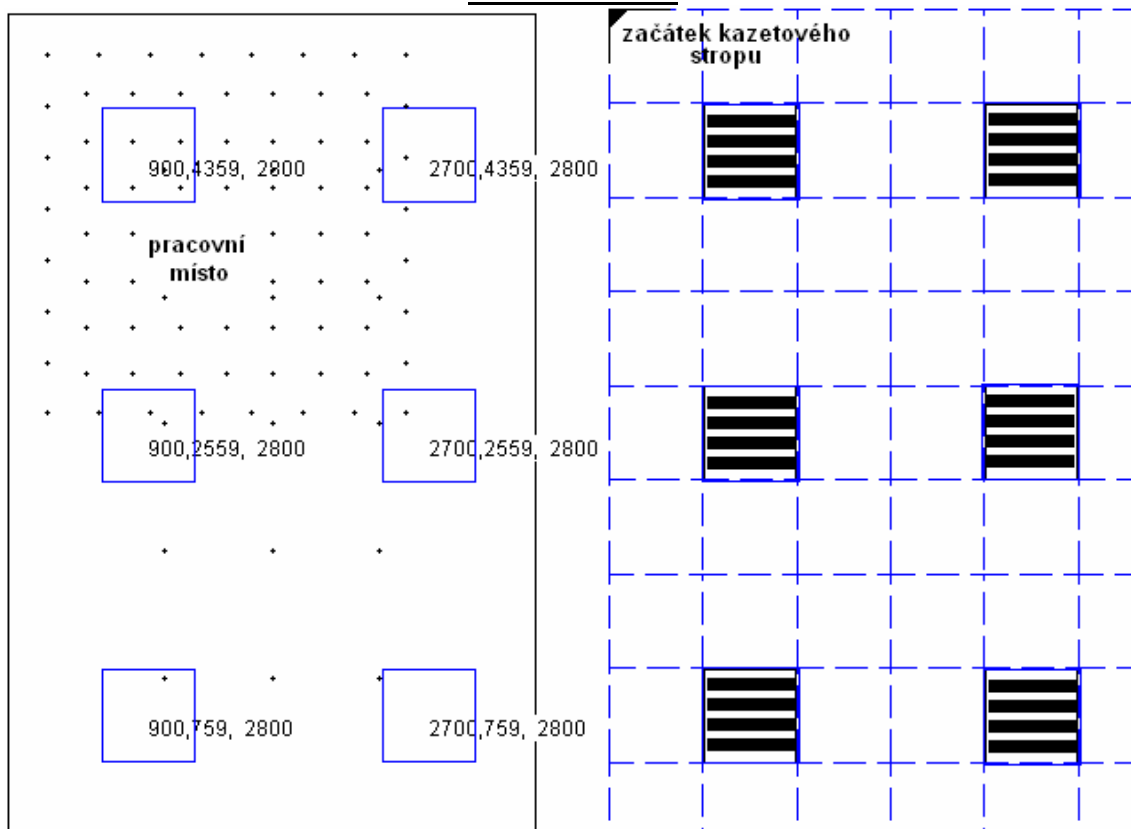 začátek kazetového
stropu
900,4359, 2800
2700,4359, 2800
pracovní
místo
900,2559, 2800
2700,2559, 2800
900,759, 2800
2700,759, 2800